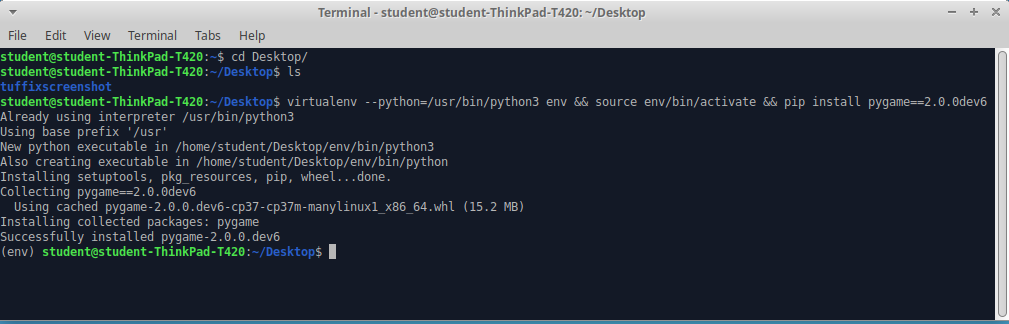 Terminal - student@student-ThinkPad-T420: ~/Desktop
File Edit View Terminal Tabs Help
student@student-ThinkPad-T420:~$ cd Desktop/
student@student-ThinkPad-T420:~/Desktop$ ls
tuffixscreenshot
student@student-ThinkPad-T420:~/Desktop$ virtualenv --python=/usr/bin/python3 env && source env/bin/activate && pip install pygame==2.0.0dev6
Already using interpreter /usr/bin/python3
Using base prefix '/usr'
New python executable in /home/student/Desktop/env/bin/python3
Also creating executable in /home/student/Desktop/env/bin/python
Installing setuptools, pkg_resources, pip, wheel...done.
Collecting pygame==2.0.0dev6
  Using cached pygame-2.0.0.dev6-cp37-cp37m-manylinux1_x86_64.whl (15.2 MB)
Installing collected packages: pygame
Successfully installed pygame-2.0.0.dev6
(env) student@student-ThinkPad-T420:~/Desktop$